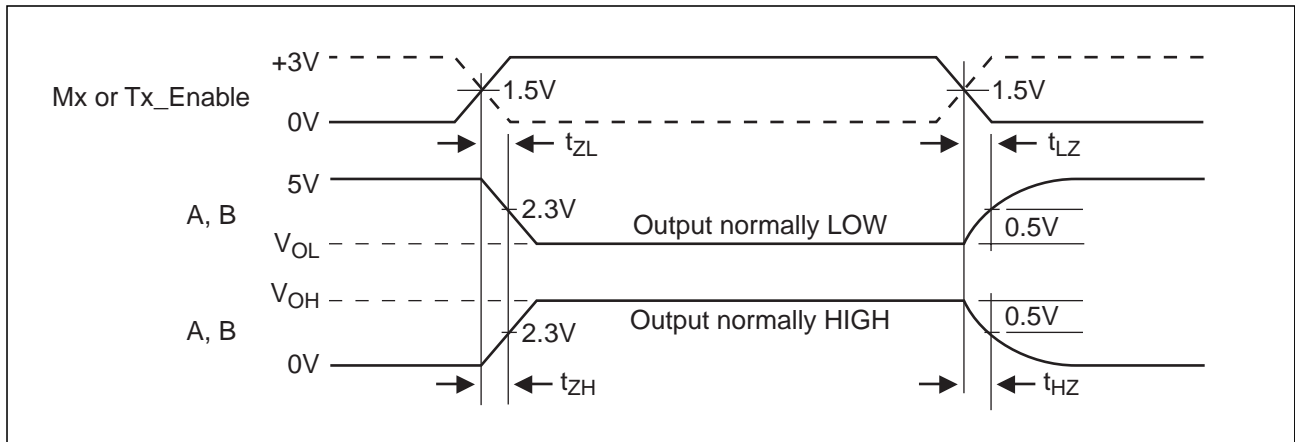 +3V
Mx or Tx_Enable
1.5V
1.5V
0V
tZL
tLZ
5V
A, B
2.3V
Output normally LOW
0.5V
VOL
VOH
A, B
2.3V
Output normally HIGH
0.5V
0V
tZH
tHZ